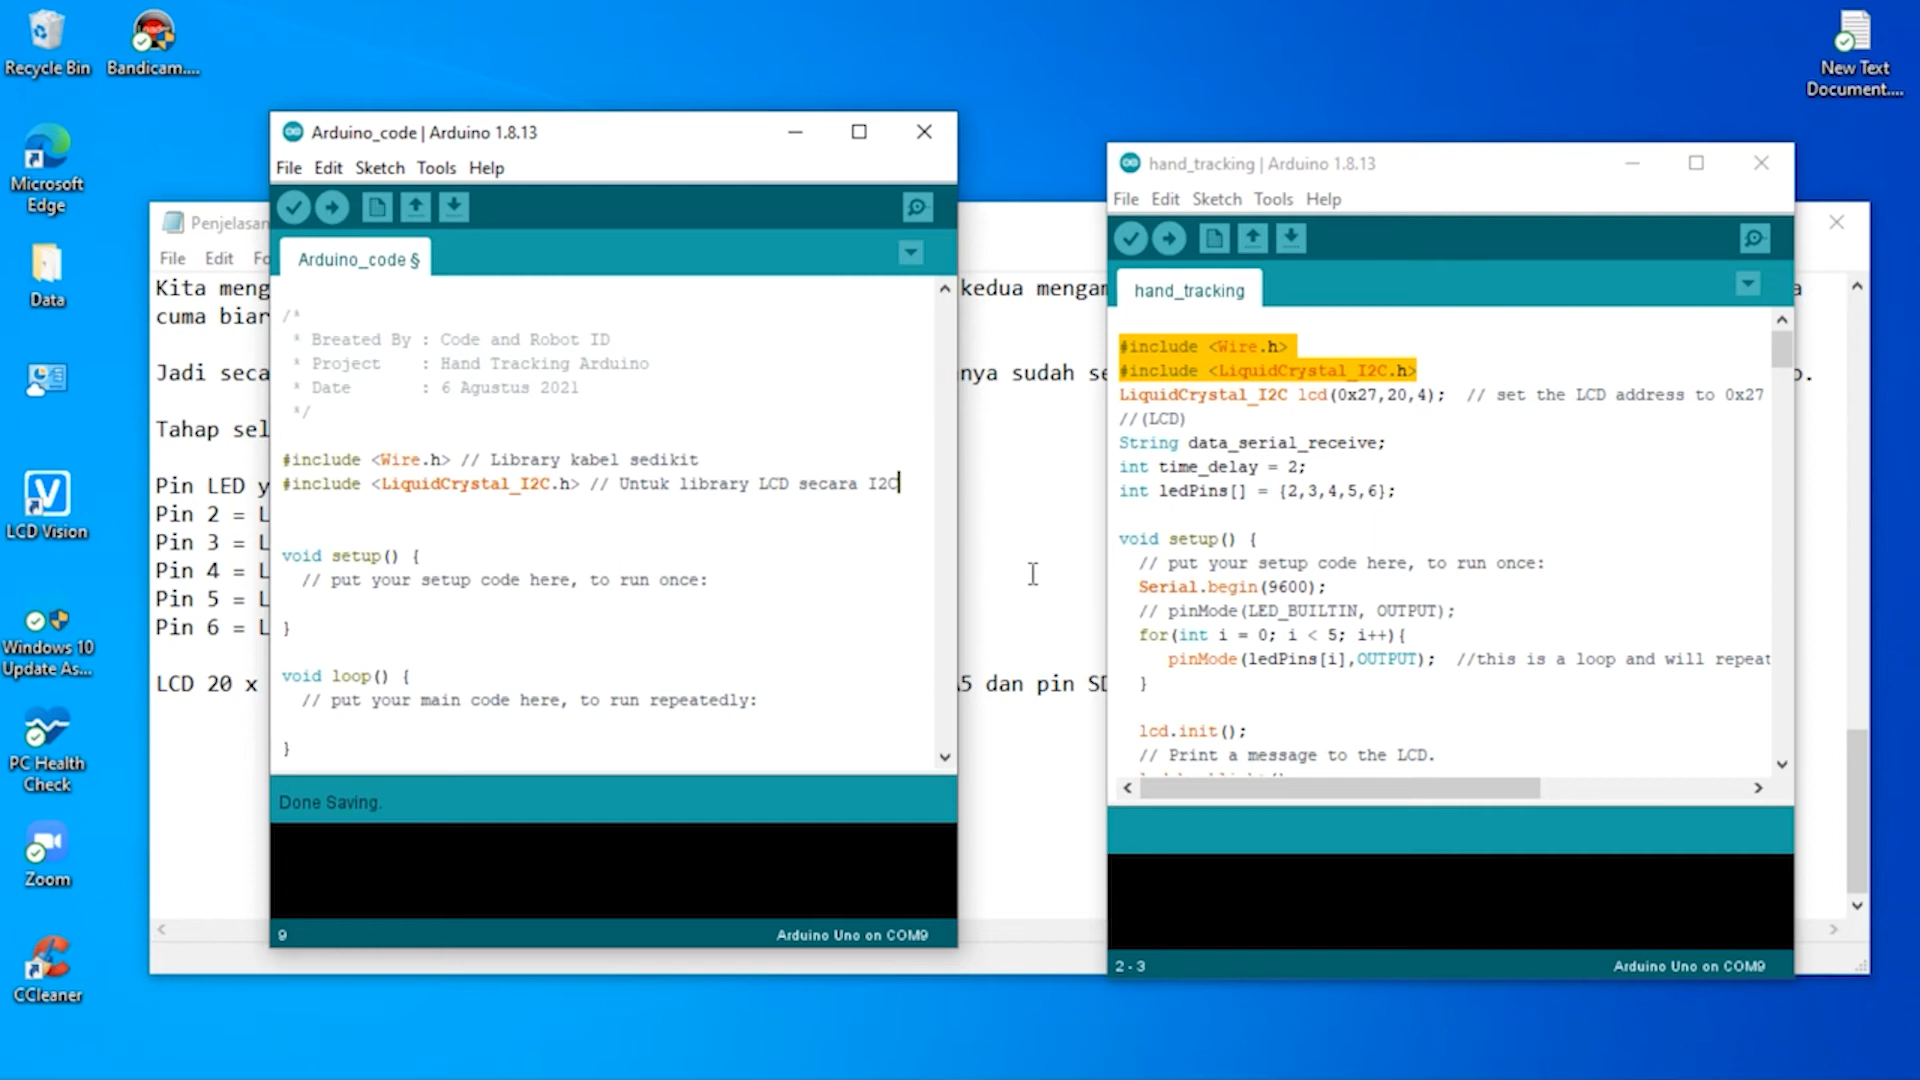 Recycle Bin
Bandicam....
Microsoft
Edge
Data
LCD Vision
Windows 10
Update As...
PC Health
Check
Zoom
CCleaner
New Text
Document....
Penjelasan
File Edit
Kita meng
kedua mengam
cuma biar
Jadi seca
nya sudah se
Tahap sel
Pin LED y
Pin 2 = L
Pin 3 = L
Pin 4 = L
Pin 5 = L
Pin 6 = L
LCD 20 x
A5 dan pin SD
Arduino_code | Arduino 1.8.13
File Edit Sketch Tools Help
Arduino_code §
/*
* Breated By : Code and Robot ID
* Project : Hand Tracking Arduino
* Date : 6 Agustus 2021
*/
#include <Wire.h> // Library kabel sedikit
#include <LiquidCrystal_I2C.h> // Untuk library LCD secara I2C
void setup() {
// put your setup code here, to run once:
}
void loop() {
// put your main code here, to run repeatedly:
}
Done Saving.
9
Arduino Uno on COM9
hand_tracking | Arduino 1.8.13
File Edit Sketch Tools Help
hand_tracking
#include <Wire.h>
#include <LiquidCrystal_I2C.h>
LiquidCrystal_I2C lcd(0x27,20,4); // set the LCD address to 0x27
//(LCD)
String data_serial_receive;
int time_delay = 2;
int ledPins[] = {2,3,4,5,6};
void setup() {
// put your setup code here, to run once:
Serial.begin(9600);
// pinMode(LED_BUILTIN, OUTPUT);
for(int i = 0; i < 5; i++){
pinMode(ledPins[i],OUTPUT); //this is a loop and will repeat
}
lcd.init();
// Print a message to the LCD.
2 - 3
Arduino Uno on COM9